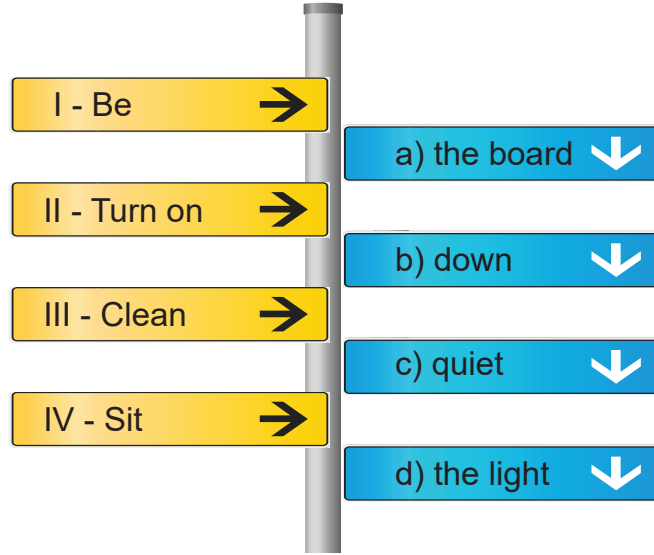 I - Be
II - Turn on
III - Clean
IV - Sit
a) the board
b) down
c) quiet
d) the light